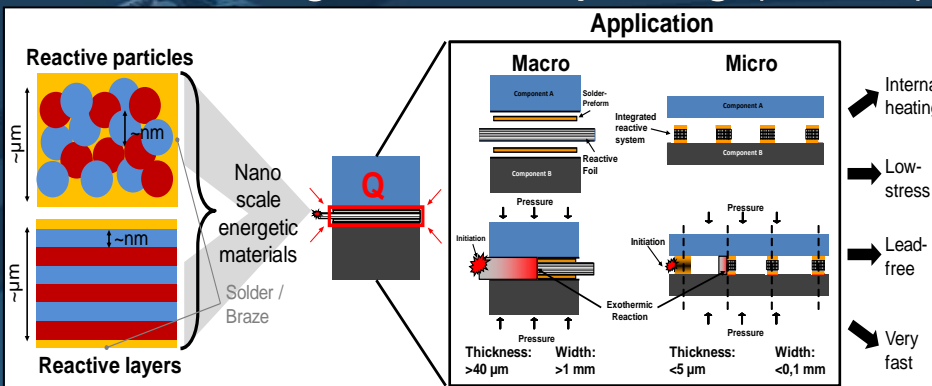 Application
Reactive particles
~µm
~nm
~µm
~nm
Reactive layers
Nano
scale
energetic
materials
Solder /
Braze
Q
Macro
Component A
Solder-
Preform
Reactive
Foil
Component B
Pressure
Initiation
Exothermic
Reaction
Pressure
Thickness:
>40 µm
Width:
>1 mm
Micro
Component A
Integrated
reactive
system
Component B
Pressure
Initiation
Pressure
Thickness:
<5 µm
Width:
<0,1 mm
Interna
heating
Low-
stress
Lead-
free
Very
fast